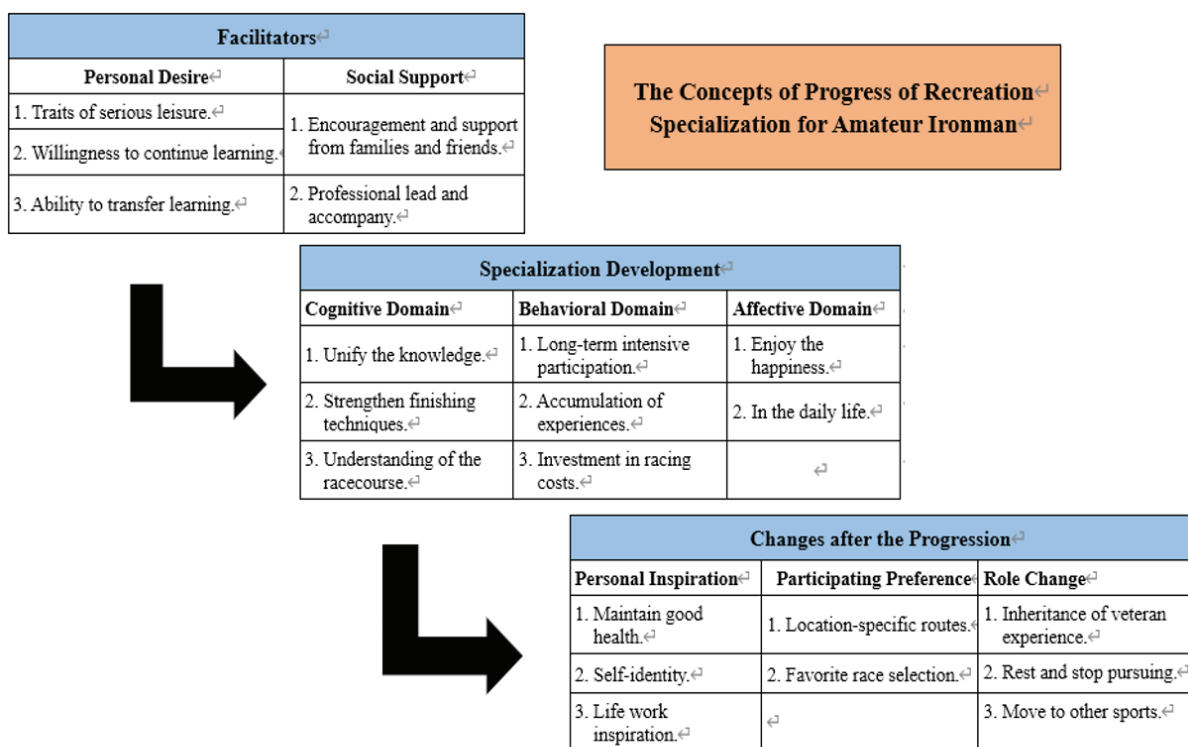 Facilitators
Personal Desire
Social Support
1. Traits of serious leisure.
2. Willingness to continue learning.
3. Ability to transfer learning.
1. Encouragement and support
from families and friends.
2. Professional lead and
accompany.
The Concepts of Progress of Recreation
Specialization for Amateur Ironman
Specialization Development
Cognitive Domain
Behavioral Domain
Affective Domain
1. Unify the knowledge.
1. Long-term intensive
participation.
1. Enjoy the
happiness.
2. Strengthen finishing
techniques.
2. Accumulation of
experiences.
2. In the daily life.
3. Understanding of the
racecourse.
3. Investment in racing
costs.
Changes after the Progression
Personal Inspiration
Participating Preference
Role Change
1. Maintain good
health.
1. Location-specific routes.
1. Inheritance of veteran
experience.
2. Self-identity.
2. Favorite race selection.
2. Rest and stop pursuing.
3. Life work
inspiration.
3. Move to other sports.